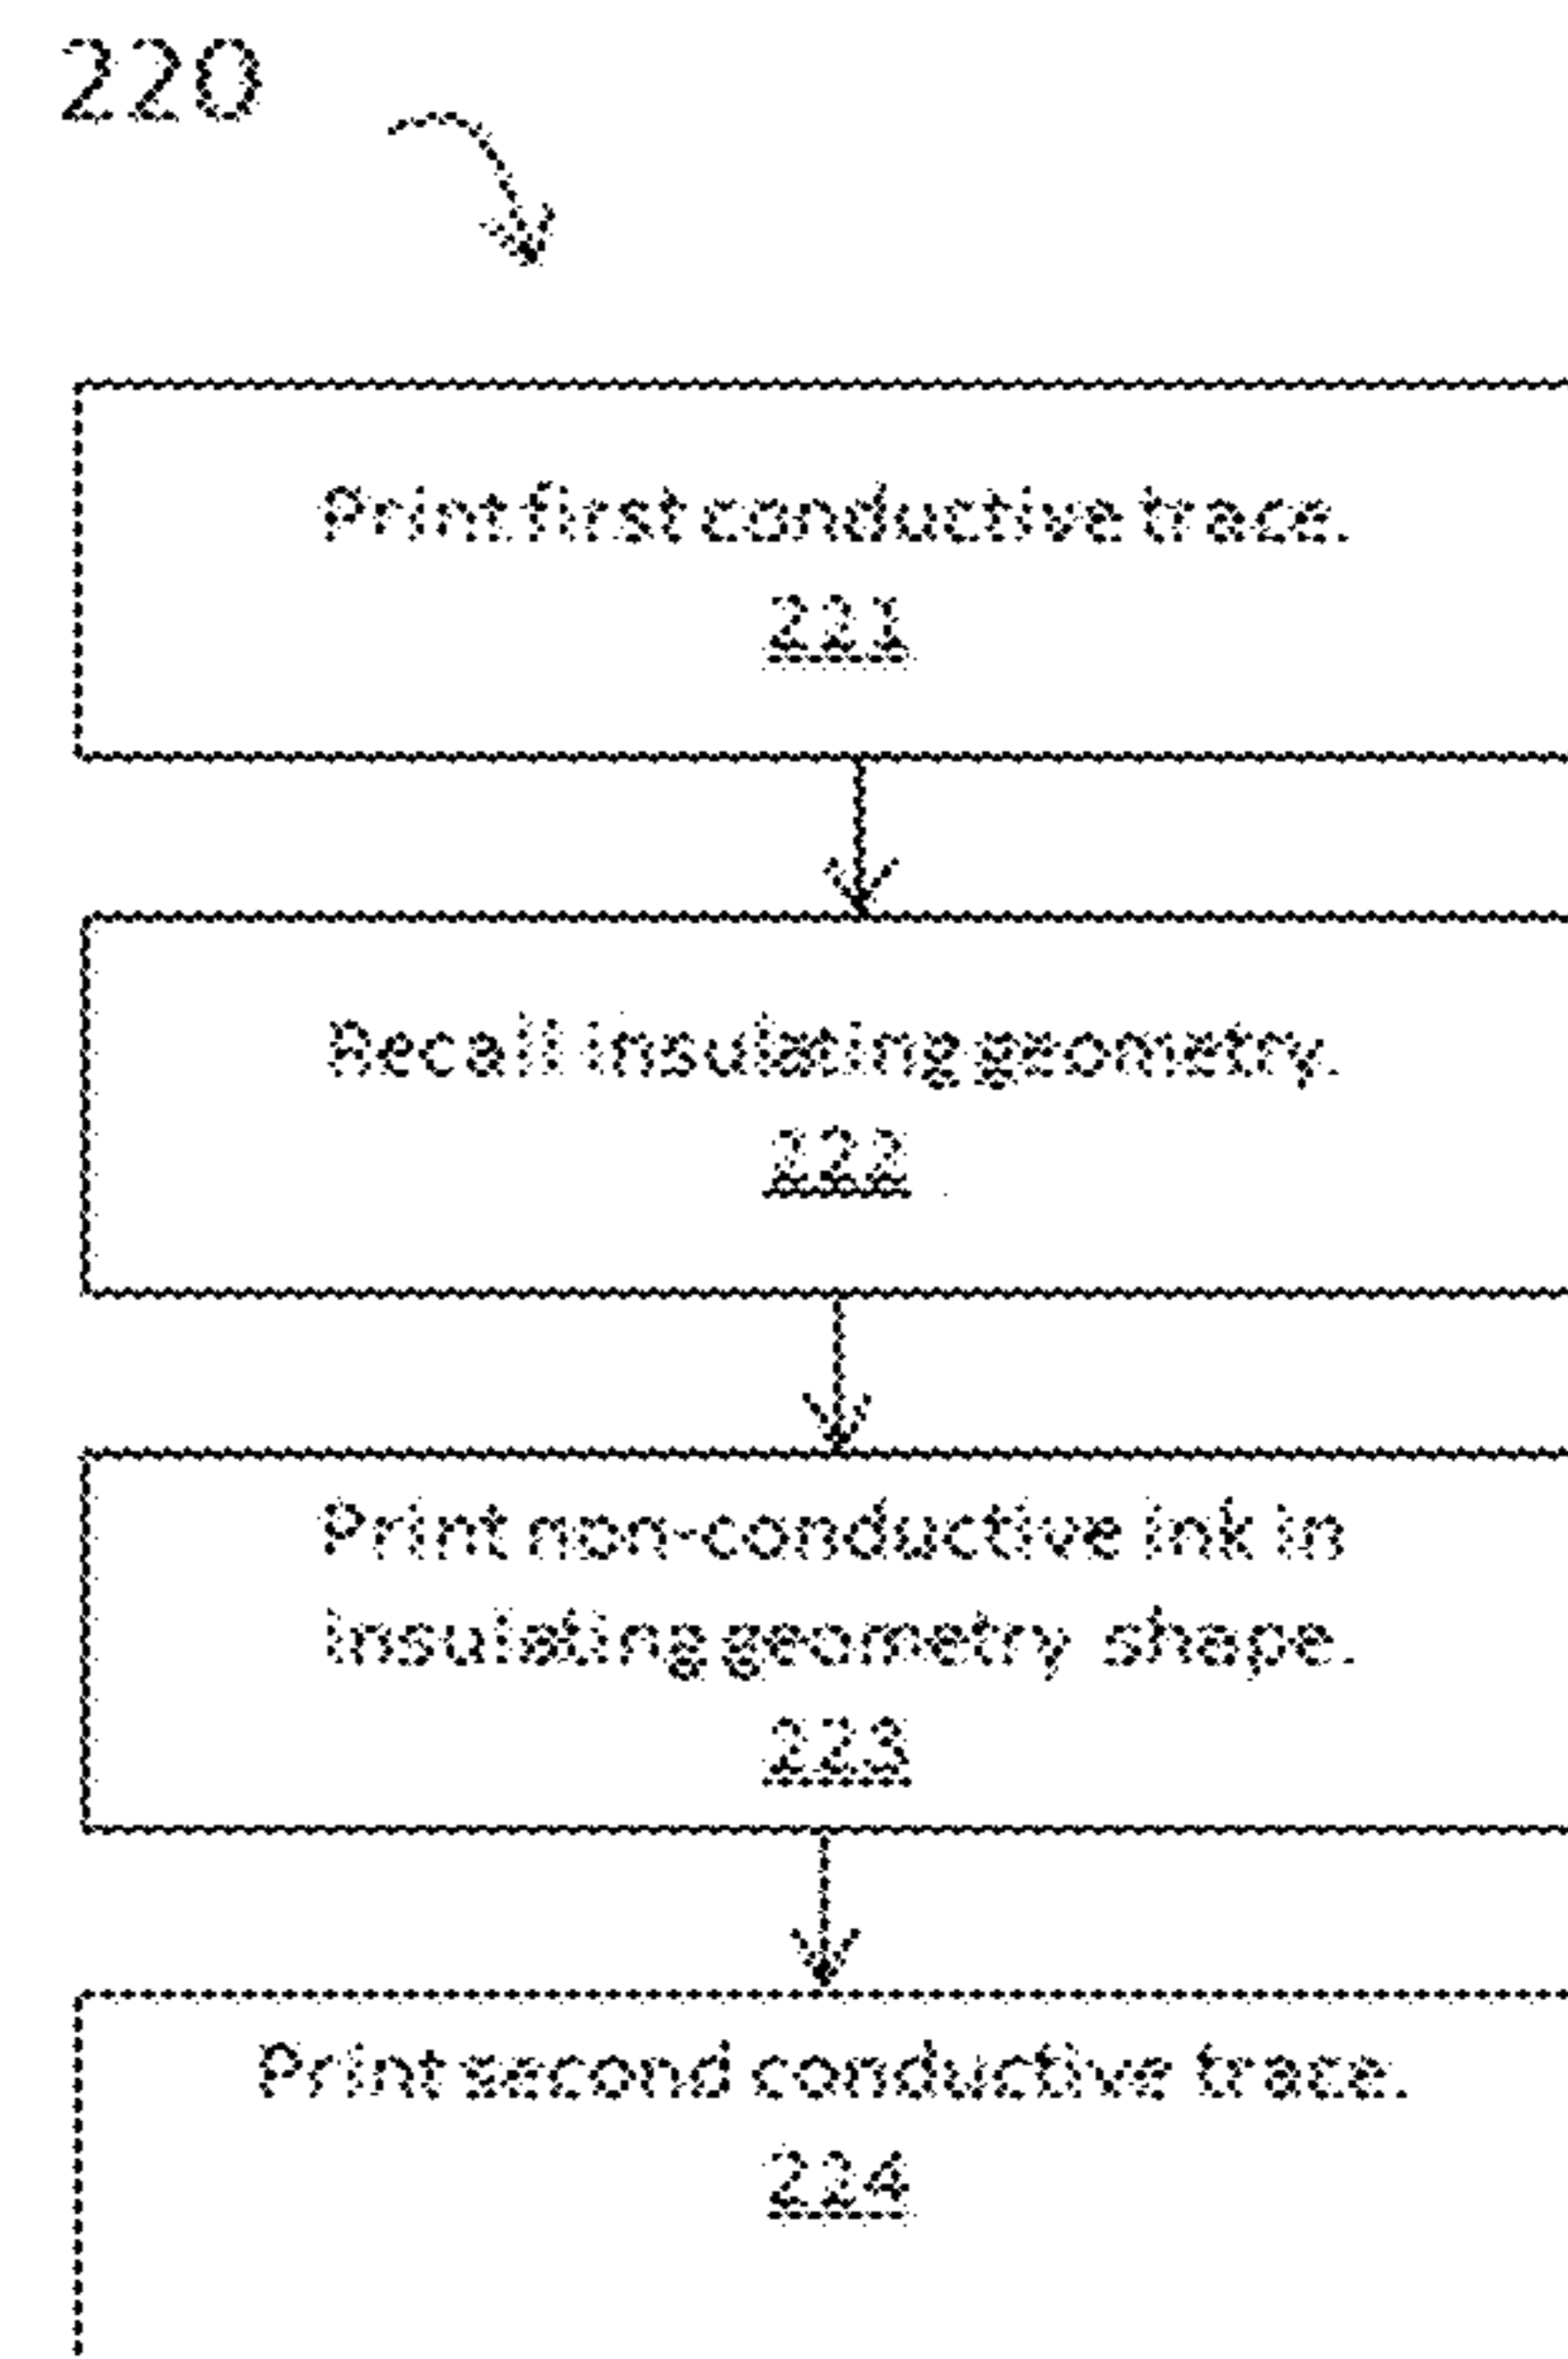 220
Print first conductive trace.
221
Recall insulating geometry.
222
Print non-conductive ink in
insulating geometry shape.
223
Print second conductive trace.
224